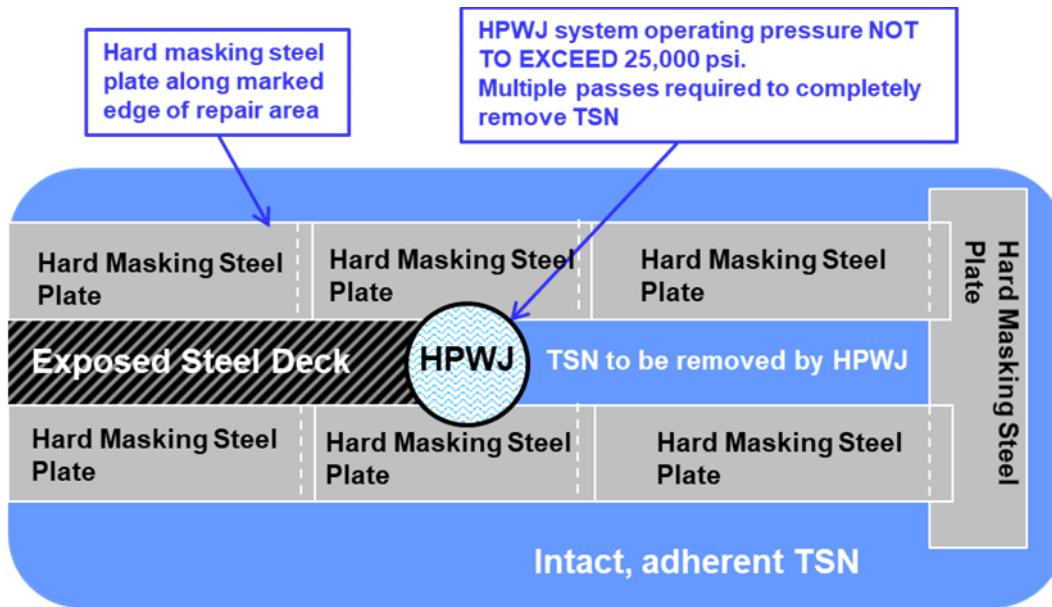 Hard masking steel
plate along marked
edge of repair area
HPWJ system operating pressure NOT
TO EXCEED 25,000 psi.
Multiple passes required to completely
remove TSN
Hard Masking Steel
Plate
Hard Masking Steel
Plate
Hard Masking Steel
Plate
Hard Masking Steel
Plate
Exposed Steel Deck
HPWJ
TSN to be removed by HPWJ
Hard Masking Steel
Plate
Hard Masking Steel
Plate
Hard Masking Steel
Plate
Intact, adherent TSN